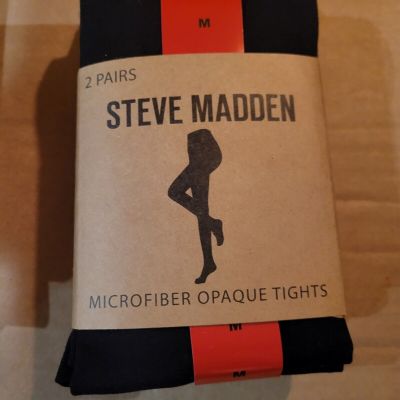 M
2 PAIRS
STEVE MADDEN
MICROFIBER OPAQUE TIGHTS
M
M